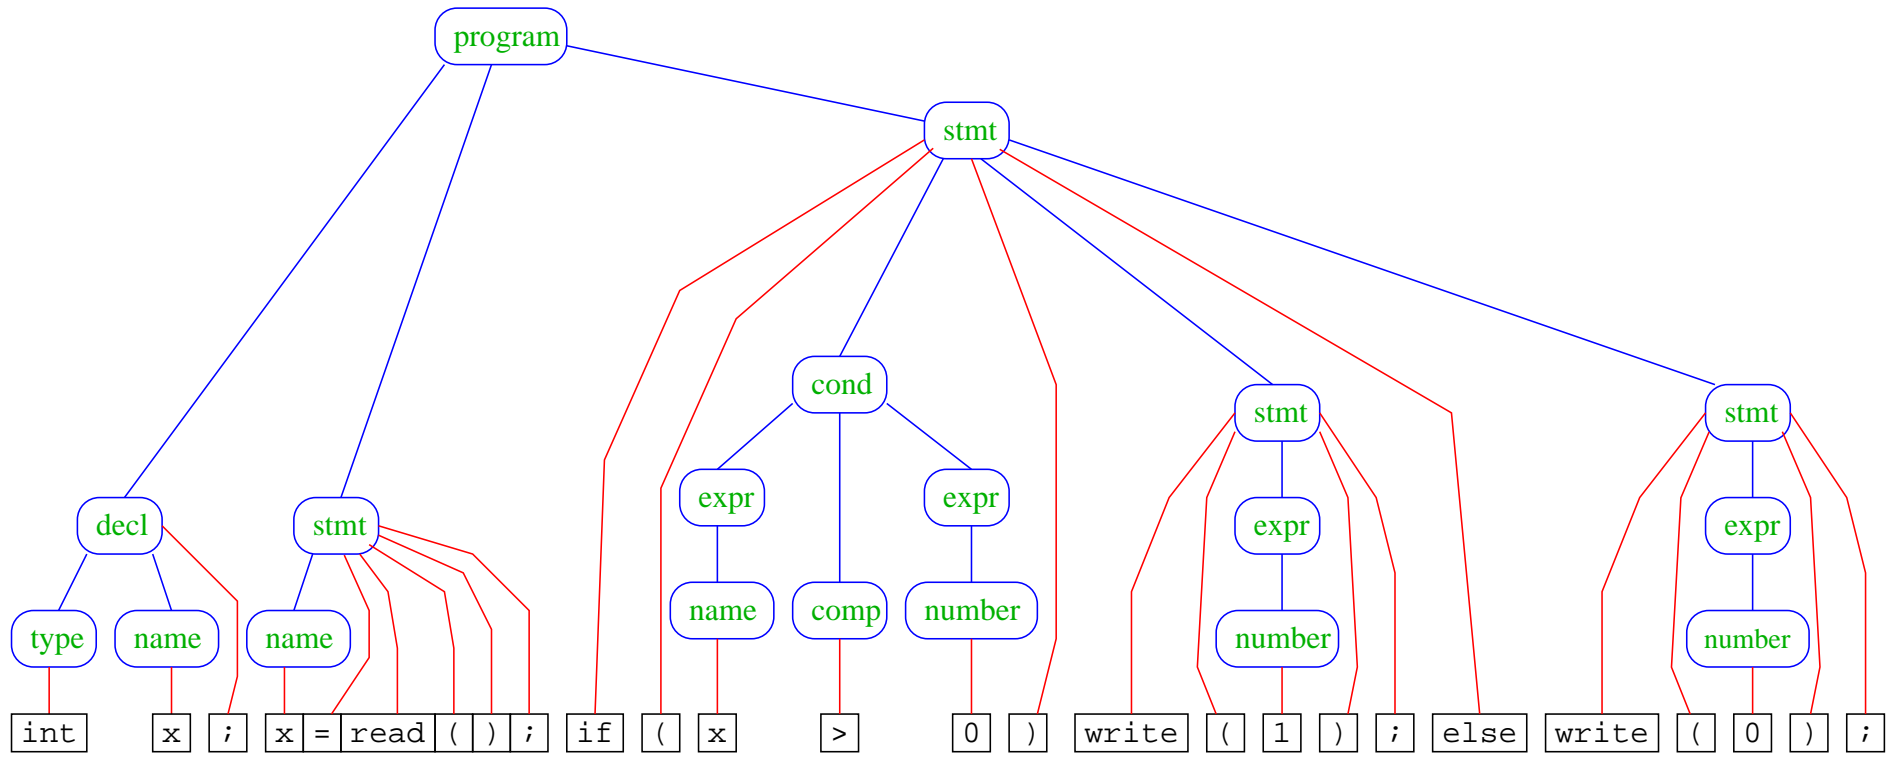 program
stmt
cond
stmt stmt
expr expr
decl stmt expr expr
name comp number
type name name number number
int x ; x = read ( ) ; if ( x > 0 ) write ( 1 ) ; else write ( 0 ) ;